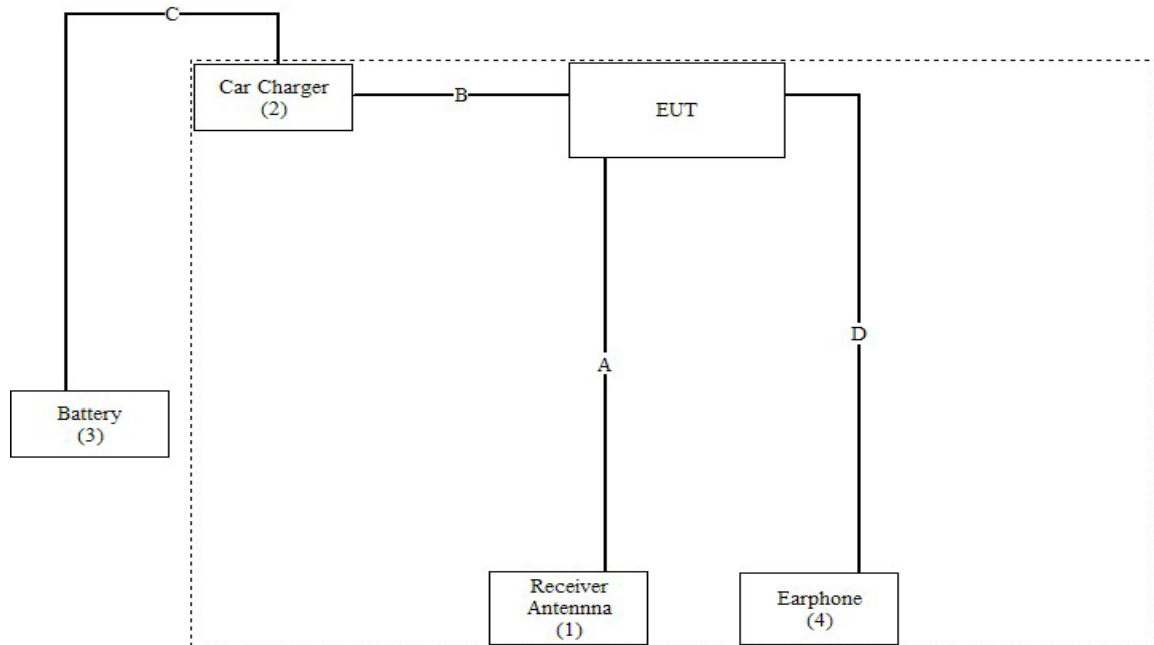 C
Car Charger
(2)
B
EUT
D
A
Battery
(3)
Receiver
Antennna
(1)
Earphone
(4)